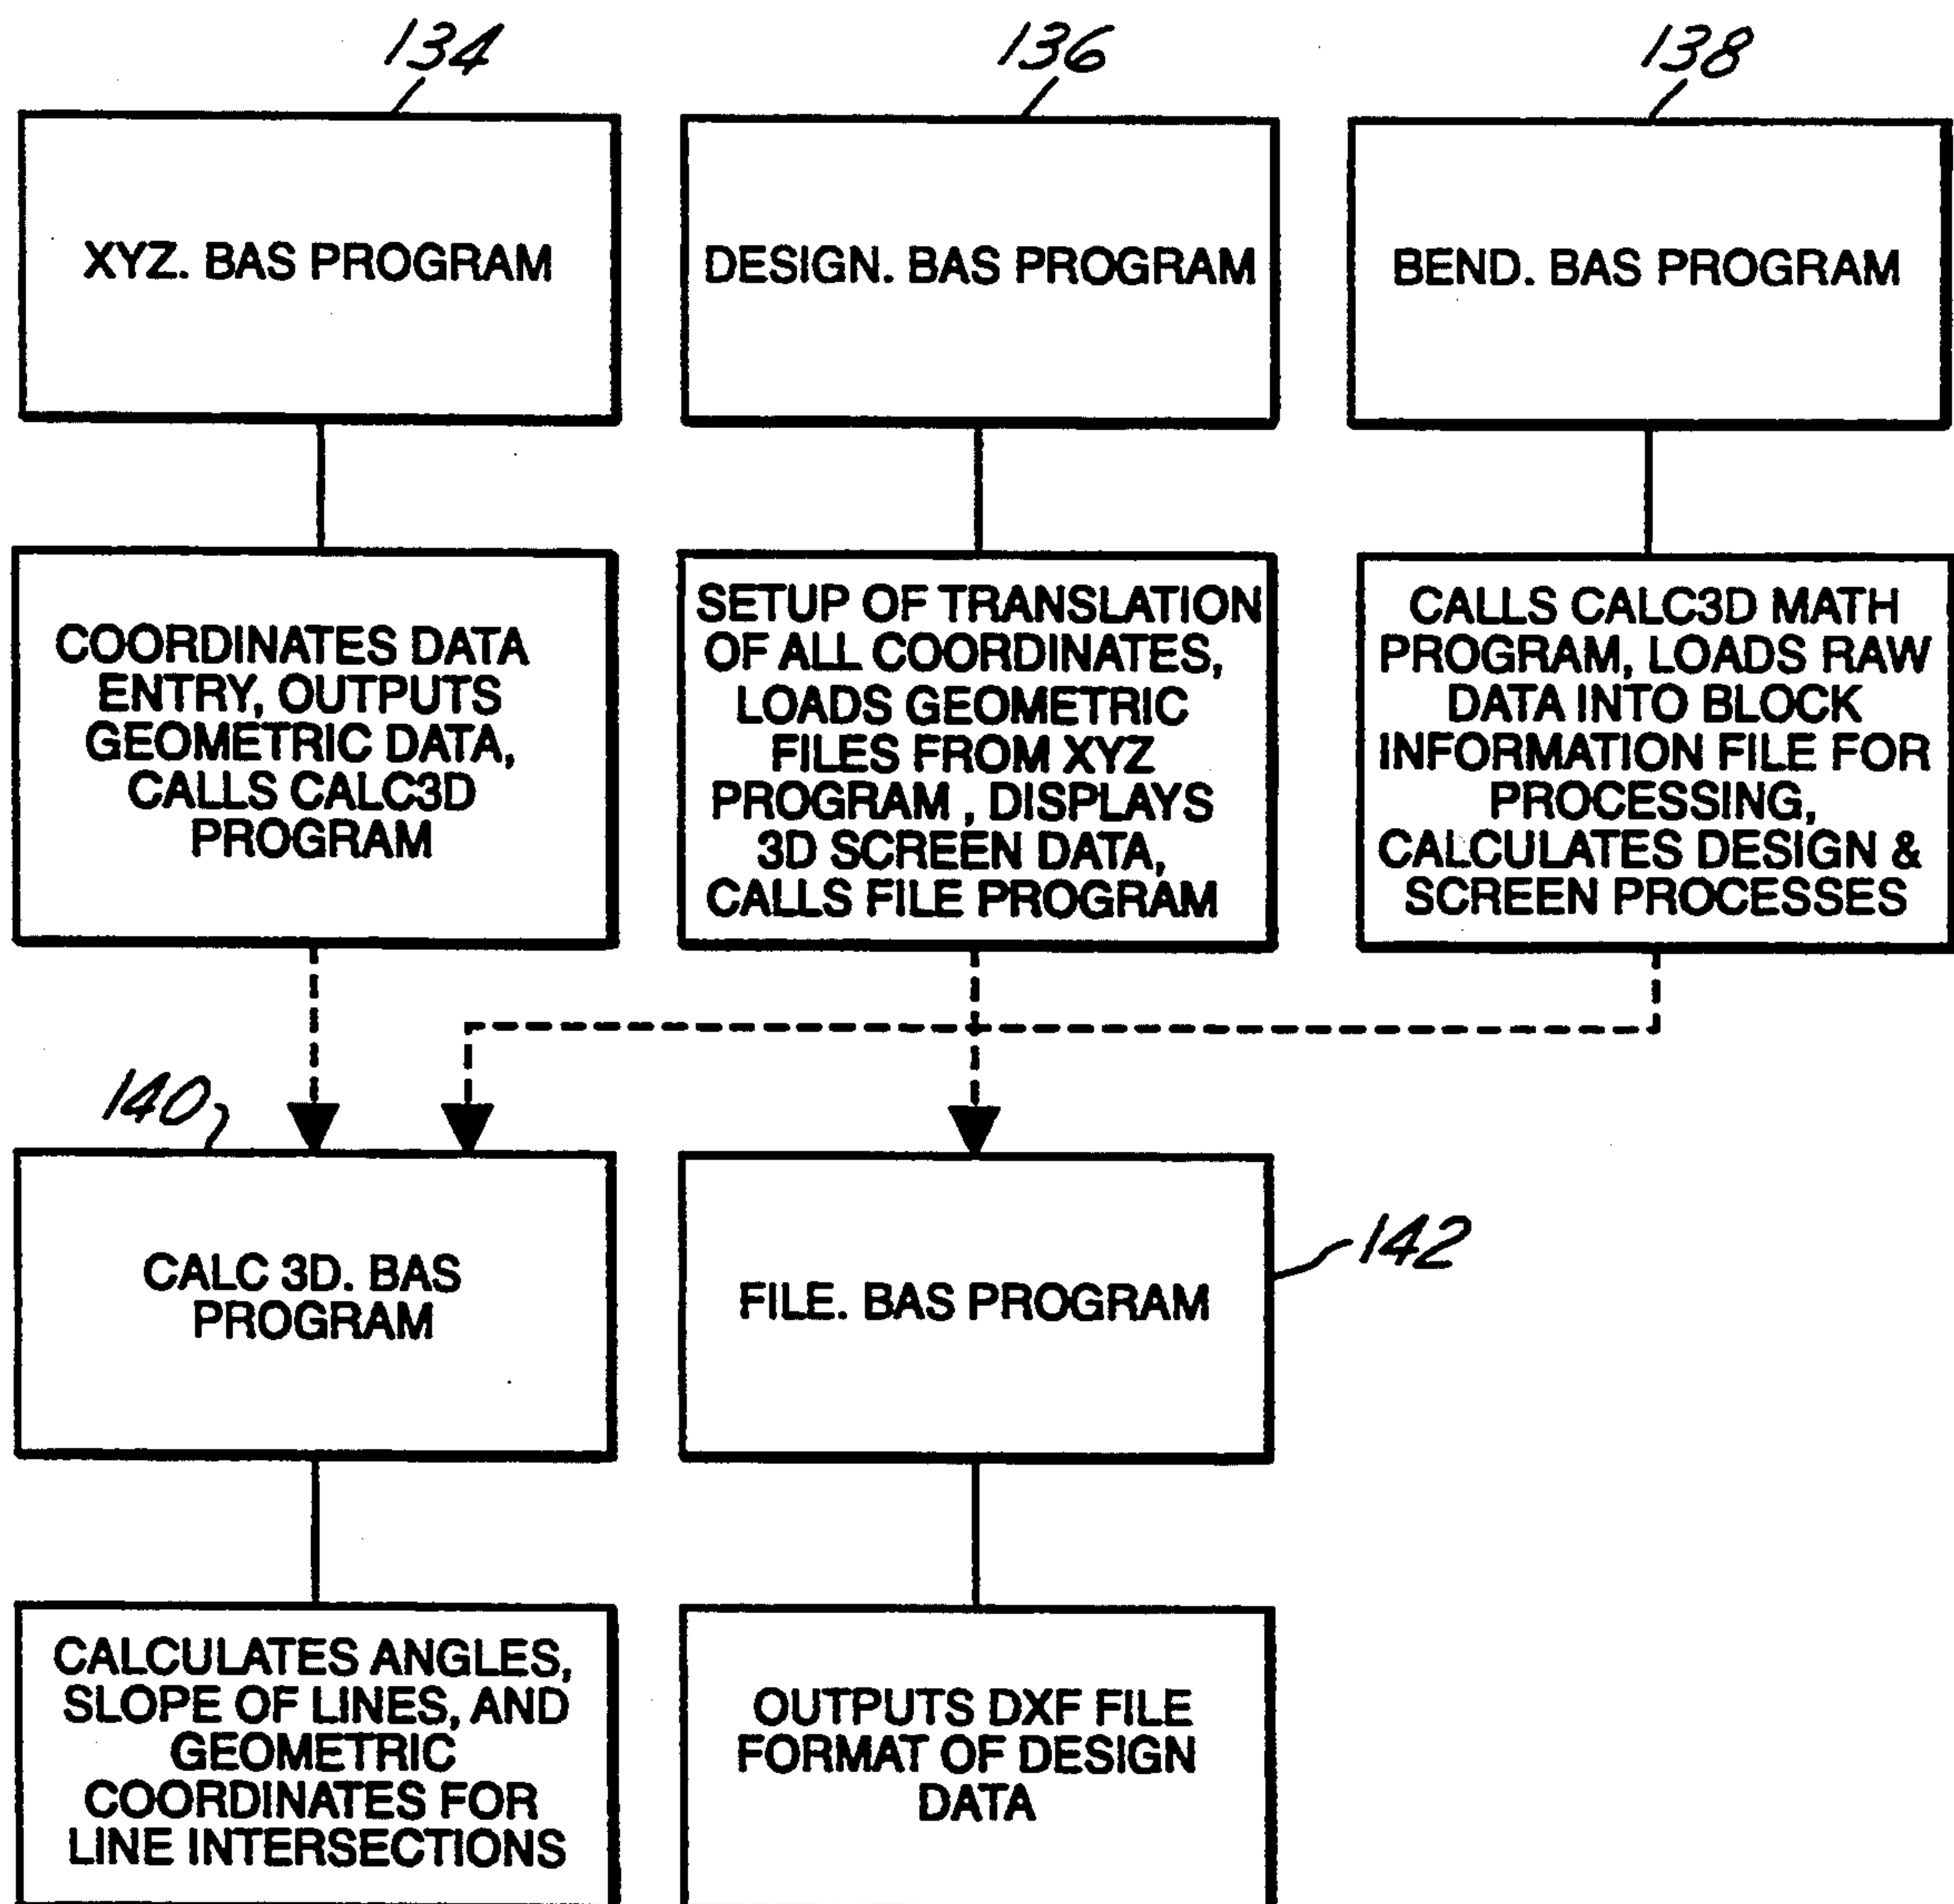 134
136
138
XYZ. BAS PROGRAM
DESIGN. BAS PROGRAM
BEND. BAS PROGRAM
COORDINATES DATA
ENTRY, OUTPUTS
GEOMETRIC DATA,
CALLS CALC3D
PROGRAM
SETUP OF TRANSLATION
OF ALL COORDINATES,
LOADS GEOMETRIC
FILES FROM XYZ
PROGRAM , DISPLAYS
3D SCREEN DATA,
CALLS FILE PROGRAM
CALLS CALC3D MATH
PROGRAM, LOADS RAW
DATA INTO BLOCK
INFORMATION FILE FOR
PROCESSING,
CALCULATES DESIGN &
SCREEN PROCESSES
140
CALC 3D. BAS
PROGRAM
FILE. BAS PROGRAM
142
CALCULATES ANGLES,
SLOPE OF LINES, AND
GEOMETRIC
COORDINATES FOR
LINE INTERSECTIONS
OUTPUTS DXF FILE
FORMAT OF DESIGN
DATA